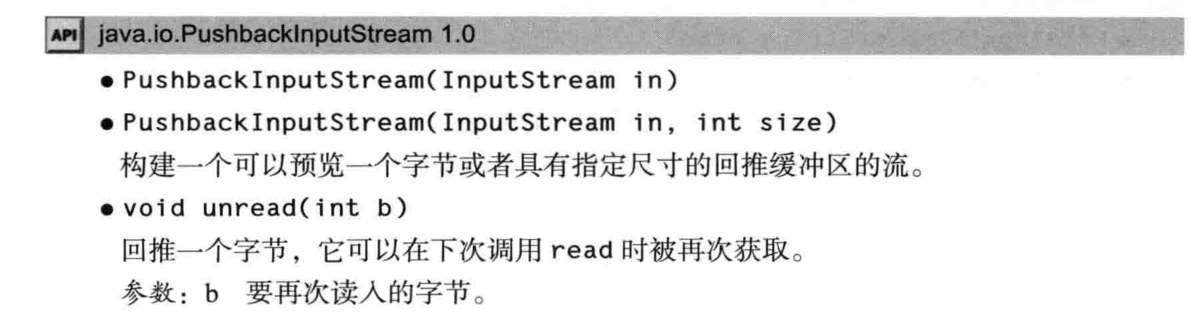 API java.io.PushbackInputStream 1.0
● PushbackInputStream(InputStream in)
● PushbackInputStream(InputStream in, int size)
构建一个可以预览一个字节或者具有指定尺寸的回推缓冲区的流。
● void unread(int b)
回推一个字节，它可以在下次调用 read 时被再次获取。
参数：b 要再次读入的字节。